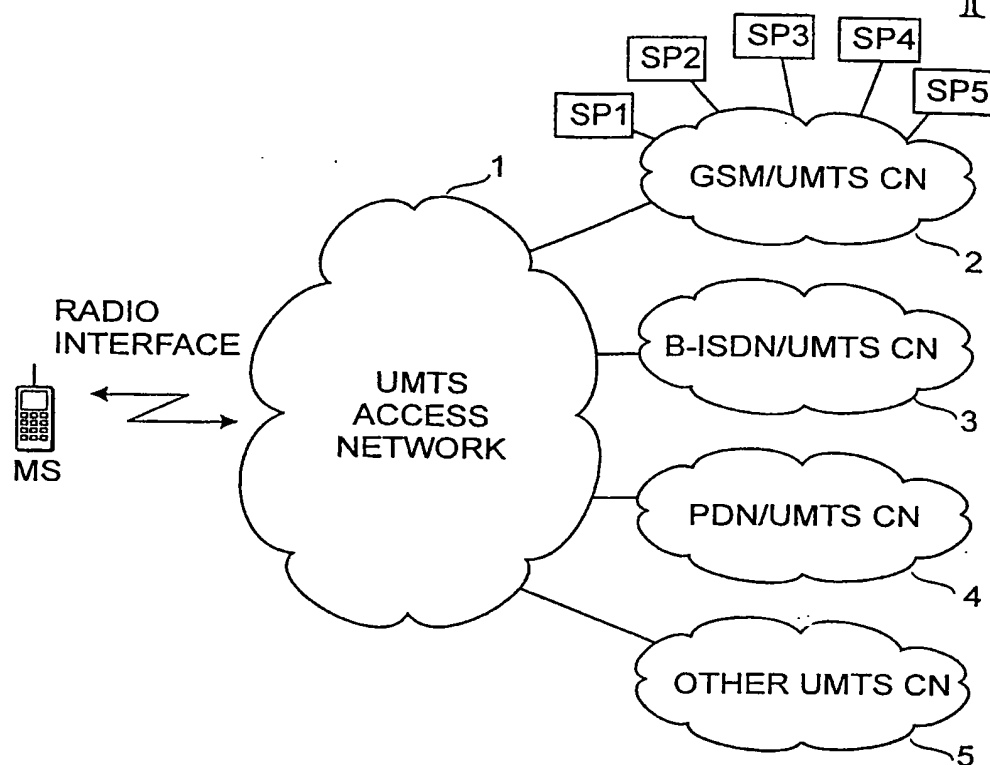 SP1
SP2
SP3
SP4
SP5
GSM/UMTS CN
2
1
RADIO
INTERFACE
MS
UMTS
ACCESS
NETWORK
B-ISDN/UMTS CN
3
PDN/UMTS CN
4
OTHER UMTS CN
5